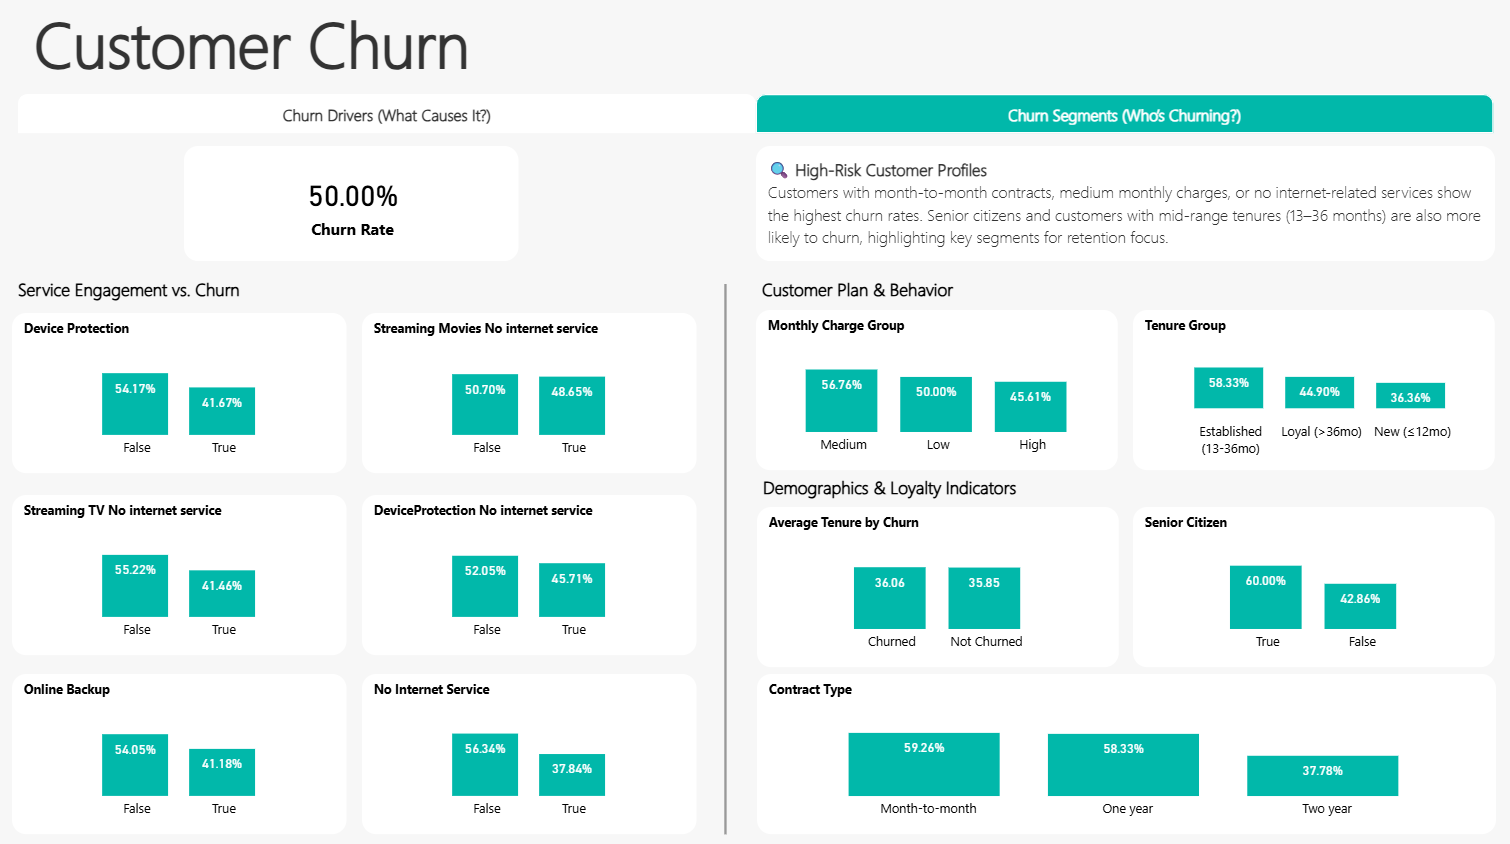 Customer Churn
Churn Drivers (What Causes It?)
Churn Segments (Who's Churning?)
50.00%
Churn Rate
High-Risk Customer Profiles
Customers with month-to-month contracts, medium monthly charges, or no internet-related services show
the highest churn rates. Senior citizens and customers with mid-range tenures (13–36 months) are also more
likely to churn, highlighting key segments for retention focus.
Service Engagement vs. Churn
Device Protection
54.17%
41.67%
False
True
Streaming Movies No internet service
50.70%
48.65%
False
True
Streaming TV No internet service
55.22%
41.46%
False
True
DeviceProtection No internet service
52.05%
45.71%
False
True
Online Backup
54.05%
41.18%
False
True
No Internet Service
56.34%
37.84%
False
True
Customer Plan & Behavior
Monthly Charge Group
56.76%
50.00%
45.61%
Medium
Low
High
Tenure Group
58.33%
44.90%
36.36%
Established
(13-36mo)
Loyal (>36mo)
New (≤12mo)
Demographics & Loyalty Indicators
Average Tenure by Churn
36.06
35.85
Churned
Not Churned
Senior Citizen
60.00%
42.86%
True
False
Contract Type
59.26%
58.33%
37.78%
Month-to-month
One year
Two year